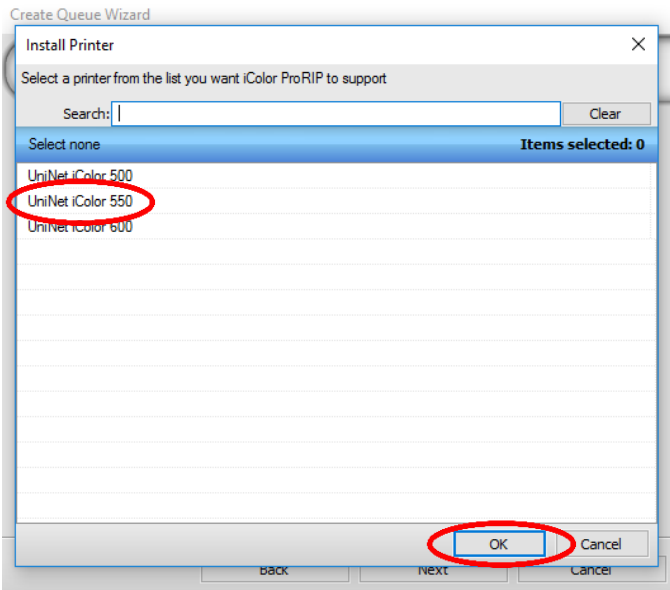 Create Queue Wizard
Install Printer
Select a printer from the list you want iColor ProRIP to support
Search:
Clear
Select none
Items selected: 0
UniNet iColor 500
UniNet iColor 550
UniNet iColor 600
OK
Cancel
Back
Next
Cancel